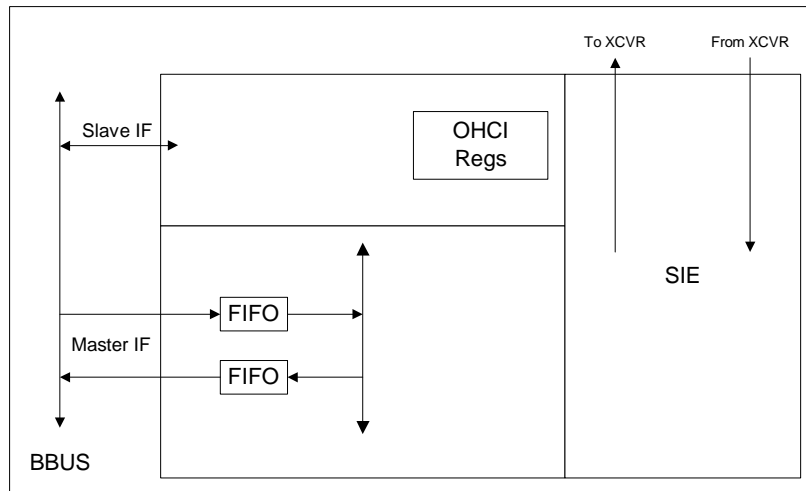 To XCVR
From XCVR
Slave IF
OHCI
Regs
SIE
FIFO
Master IF
FIFO
BBUS